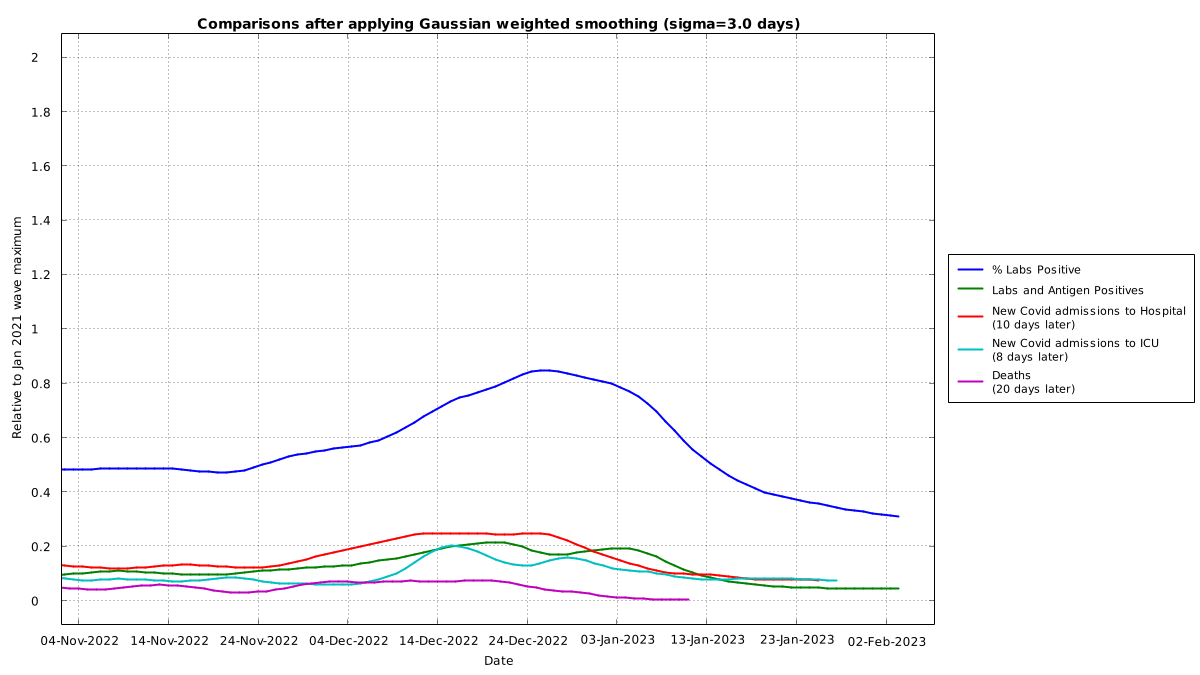 Comparisons after applying Gaussian weighted smoothing (sigma=3.0 days)
Relative to Jan 2021 wave maximum
2
1.8
1.6
1.4
1.2
1
0.8
0.6
0.4
0.2
0
04-Nov-2022 14-Nov-2022 24-Nov-2022 04-Dec-2022 14-Dec-2022 24-Dec-2022 03-Jan-2023 13-Jan-2023 23-Jan-2023 02-Feb-2023
Date
% Labs Positive
Labs and Antigen Positives
New Covid admissions to Hospital
(10 days later)
New Covid admissions to ICU
(8 days later)
Deaths
(20 days later)